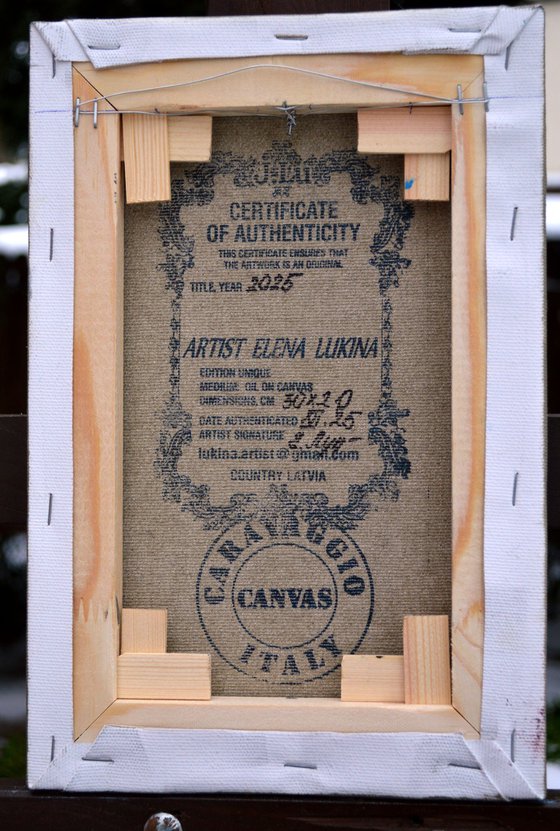 CERTIFICATE
OF AUTHENTICITY
THIS CERTIFICATE ENSURES THAT
THE ARTWORK IS AN ORIGINAL
TITLE, YEAR 2025
ARTIST ELENA LUKINA
EDITION UNIQUE
MEDIUM OIL ON CANVAS
DIMENSIONS, CM 30x20
DATE AUTHENTICATED XI.25
ARTIST SIGNATURE
lukina.artist@gmail.com
COUNTRY LATVIA
CARAVAGGIO
CANVAS
ITALY